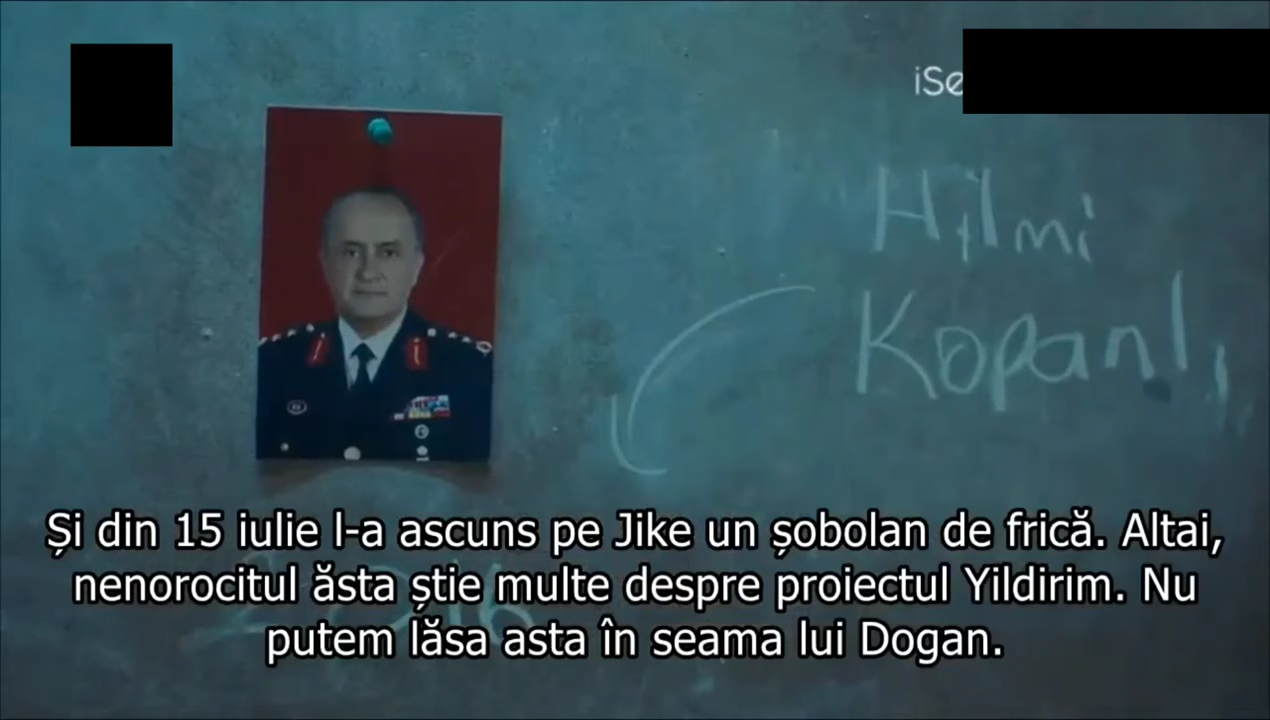 iSe
Hilmi
Kopanlı
Și din 15 iulie l-a ascuns pe Jike un șobolan de frică. Altai,
nenorocitul ăsta știe multe despre proiectul Yildirim. Nu
putem lăsa asta în seama lui Dogan.